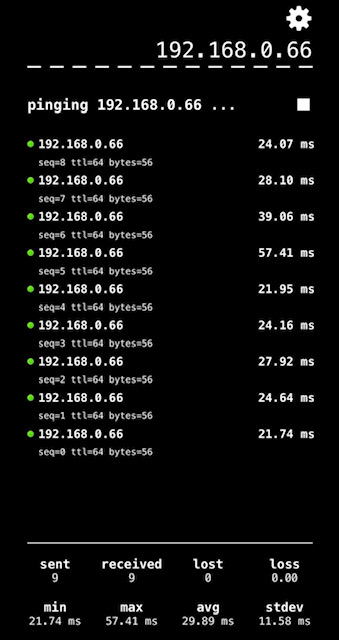 192.168.0.66
pinging 192.168.0.66 ...
192.168.0.66 24.07 ms
seq=8 ttl=64 bytes=56
192.168.0.66 28.10 ms
seq=7 ttl=64 bytes=56
192.168.0.66 39.06 ms
seq=6 ttl=64 bytes=56
192.168.0.66 57.41 ms
seq=5 ttl=64 bytes=56
192.168.0.66 21.95 ms
seq=4 ttl=64 bytes=56
192.168.0.66 24.16 ms
seq=3 ttl=64 bytes=56
192.168.0.66 27.92 ms
seq=2 ttl=64 bytes=56
192.168.0.66 24.64 ms
seq=1 ttl=64 bytes=56
192.168.0.66 21.74 ms
seq=0 ttl=64 bytes=56
sent received lost loss
9 9 0 0.00
min max avg stdev
21.74 ms 57.41 ms 29.89 ms 11.58 ms